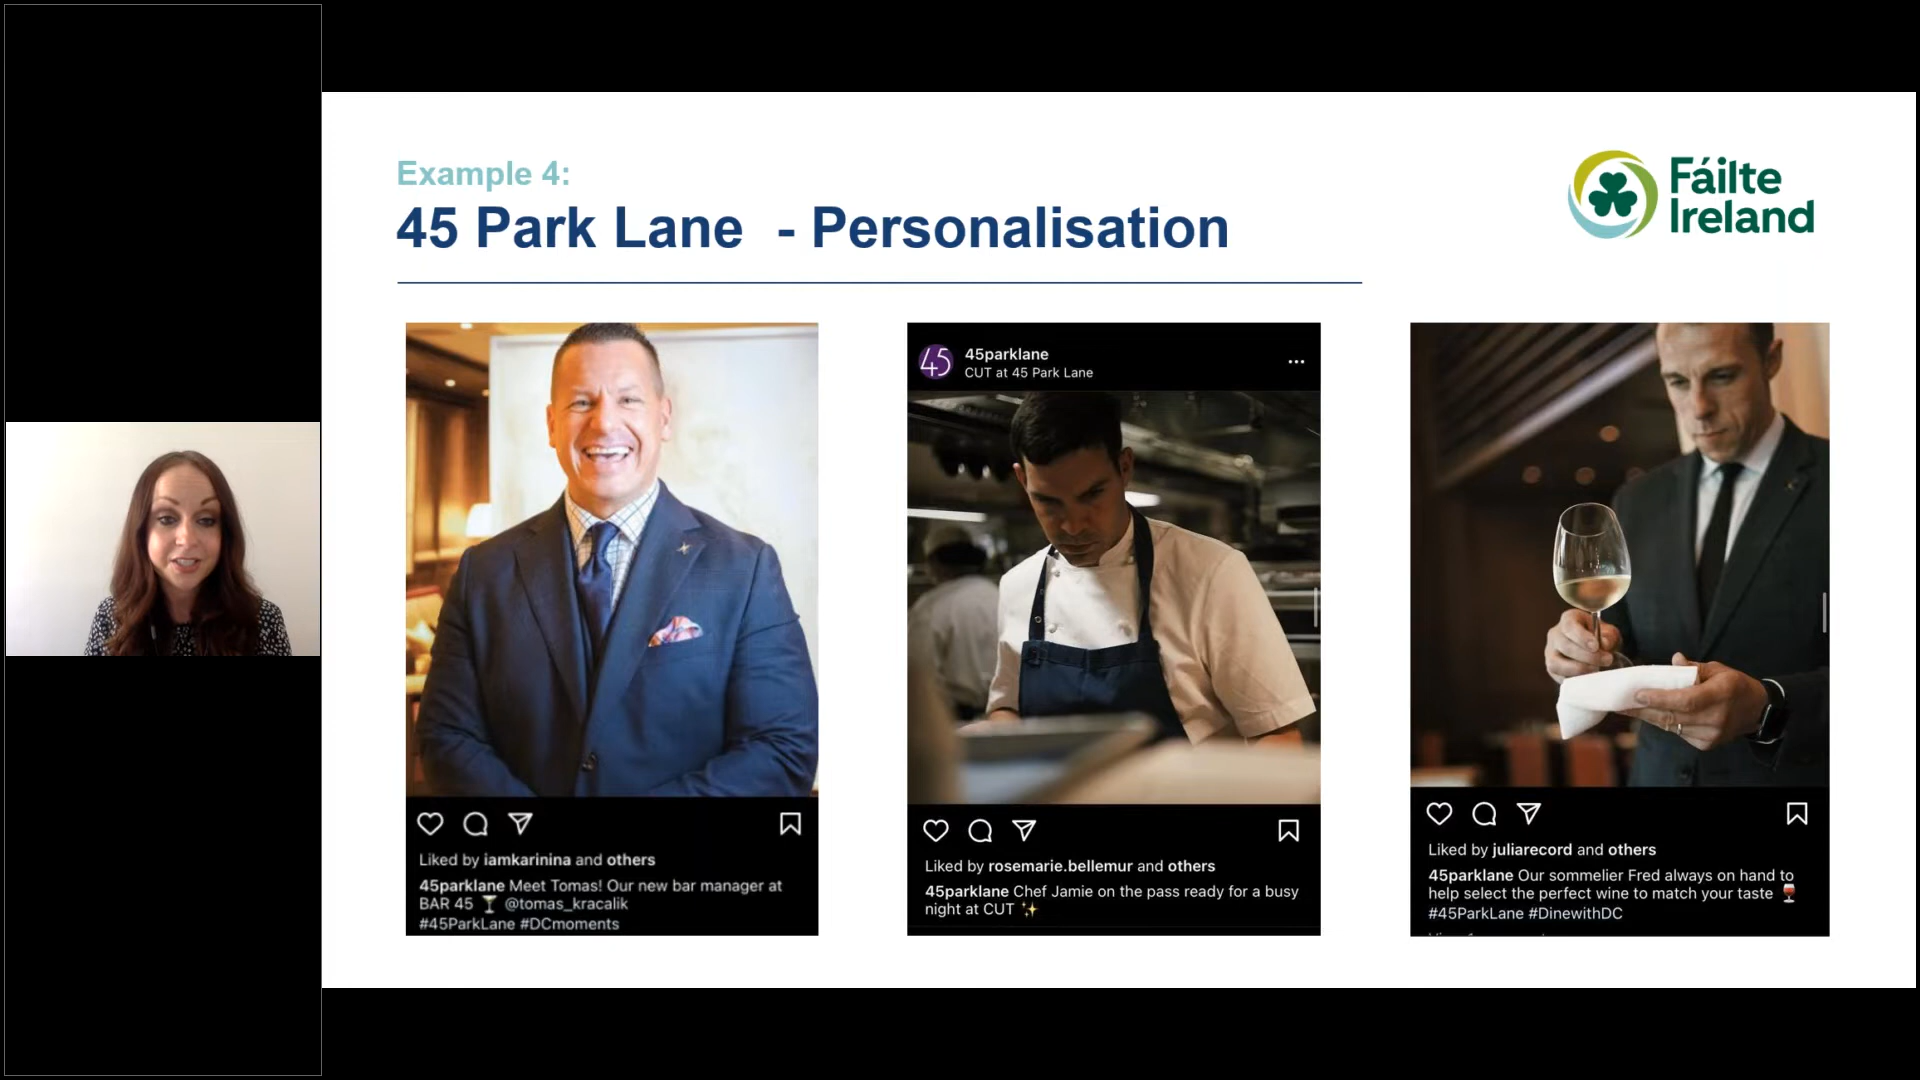 Example 4:
45 Park Lane - Personalisation
Fáilte
Ireland
Liked by iamkarinina and others
45parklane Meet Tomas! Our new bar manager at
BAR 45 🍸 @tomas_kracalik
#45ParkLane #DCmoments
45
45parklane
CUT at 45 Park Lane
Liked by rosemarie.bellemur and others
45parklane Chef Jamie on the pass ready for a busy
night at CUT ✨
Liked by juliarecord and others
45parklane Our sommelier Fred always on hand to
help select the perfect wine to match your taste 🍷
#45ParkLane #DinewithDC